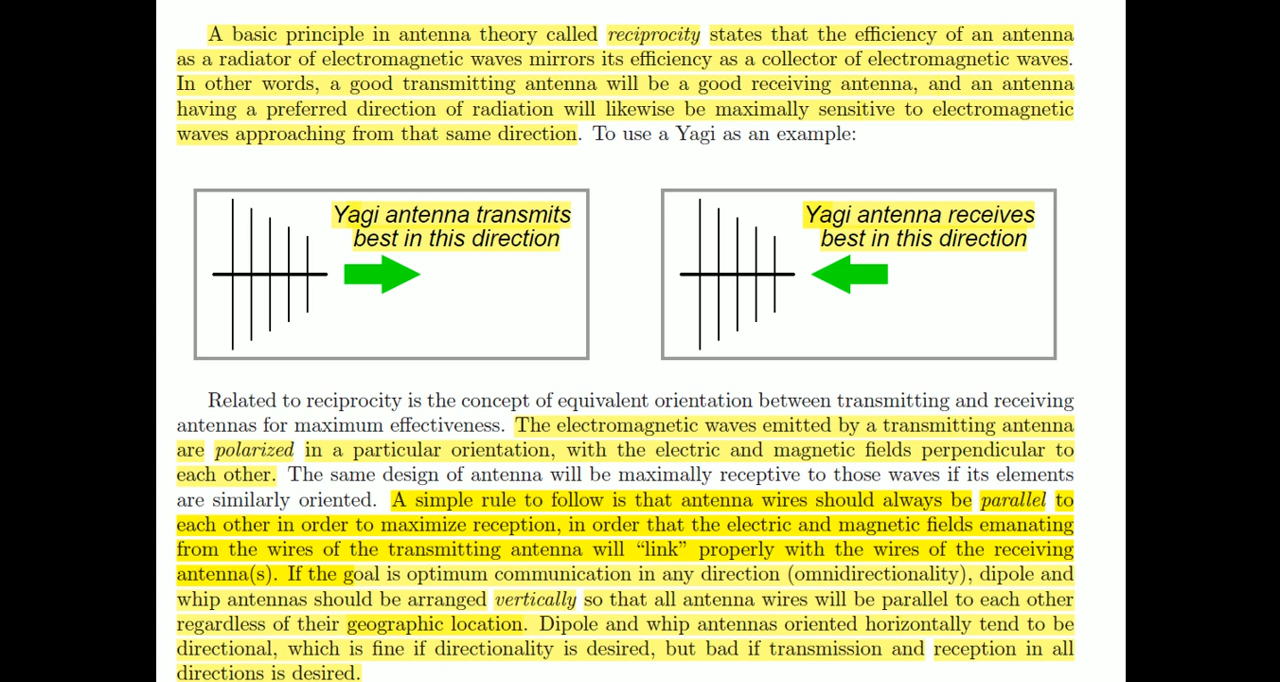 A basic principle in antenna theory called reciprocity states that the efficiency of an antenna
as a radiator of electromagnetic waves mirrors its efficiency as a collector of electromagnetic waves.
In other words, a good transmitting antenna will be a good receiving antenna, and an antenna
having a preferred direction of radiation will likewise be maximally sensitive to electromagnetic
waves approaching from that same direction. To use a Yagi as an example:
Yagi antenna transmits
best in this direction
Yagi antenna receives
best in this direction
Related to reciprocity is the concept of equivalent orientation between transmitting and receiving
antennas for maximum effectiveness. The electromagnetic waves emitted by a transmitting antenna
are polarized in a particular orientation, with the electric and magnetic fields perpendicular to
each other. The same design of antenna will be maximally receptive to those waves if its elements
are similarly oriented. A simple rule to follow is that antenna wires should always be parallel to
each other in order to maximize reception, in order that the electric and magnetic fields emanating
from the wires of the transmitting antenna will “link” properly with the wires of the receiving
antenna(s). If the goal is optimum communication in any direction (omnidirectionality), dipole and
whip antennas should be arranged vertically so that all antenna wires will be parallel to each other
regardless of their geographic location. Dipole and whip antennas oriented horizontally tend to be
directional, which is fine if directionality is desired, but bad if transmission and reception in all
directions is desired.